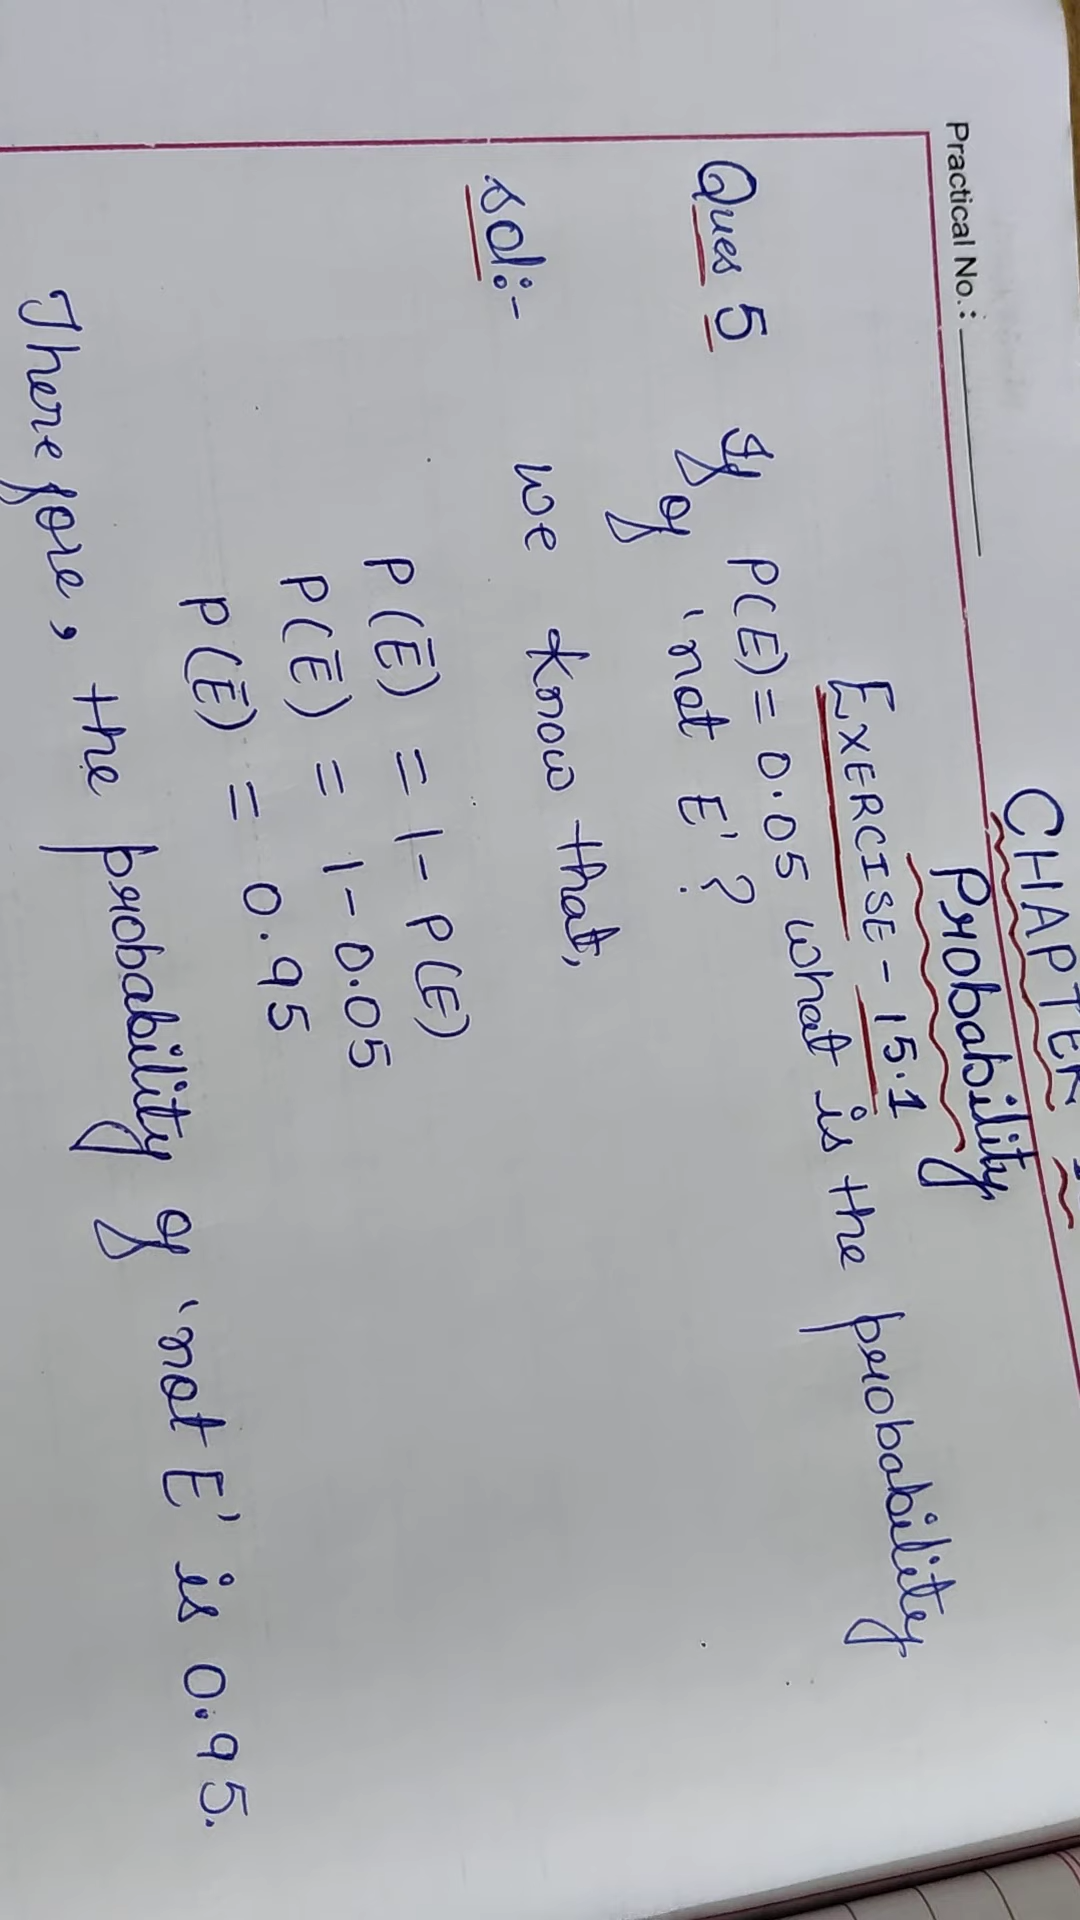 CHAPTER
Probability
Practical No.:
EXERCISE - 15.1
Ques 5 If P(E) = 0.05 what is the probability
of 'not E'?
sol:- we know that,
P(E̅) = 1 - P(E)
P(E̅) = 1 - 0.05
P(E̅) = 0.95
Therefore, the probability of 'not E' is 0.95.